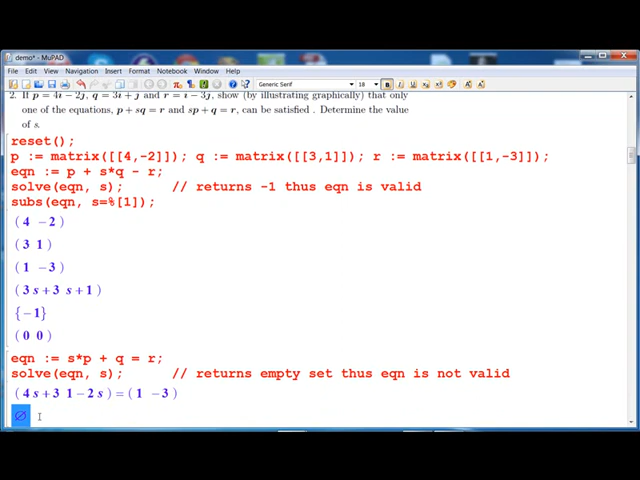 demo* - MuPAD
File Edit View Navigation Insert Format Notebook Window Help
Generic Serif 18 B I U
2. If p = 4i − 2j, q = 3i + j and r = i − 3j, show (by illustrating graphically) that only
one of the equations, p + sq = r and sp + q = r, can be satisfied . Determine the value
of s.
reset();
p := matrix([[4,-2]]); q := matrix([[3,1]]); r := matrix([[1,-3]]);
eqn := p + s*q - r;
solve(eqn, s); // returns -1 thus eqn is valid
subs(eqn, s=%[1]);
( 4 −2 )
( 3 1 )
( 1 −3 )
( 3 s+3 s+1 )
{−1}
( 0 0 )
eqn := s*p + q = r;
solve(eqn, s); // returns empty set thus eqn is not valid
( 4 s+3 1−2 s ) = ( 1 −3 )
∅